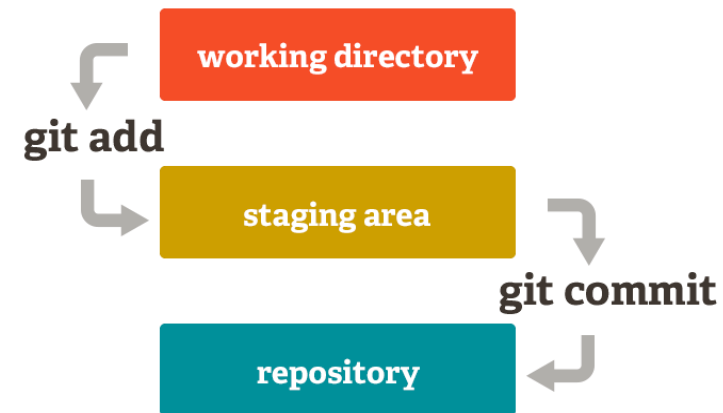 working directory
git add
staging area
git commit
repository